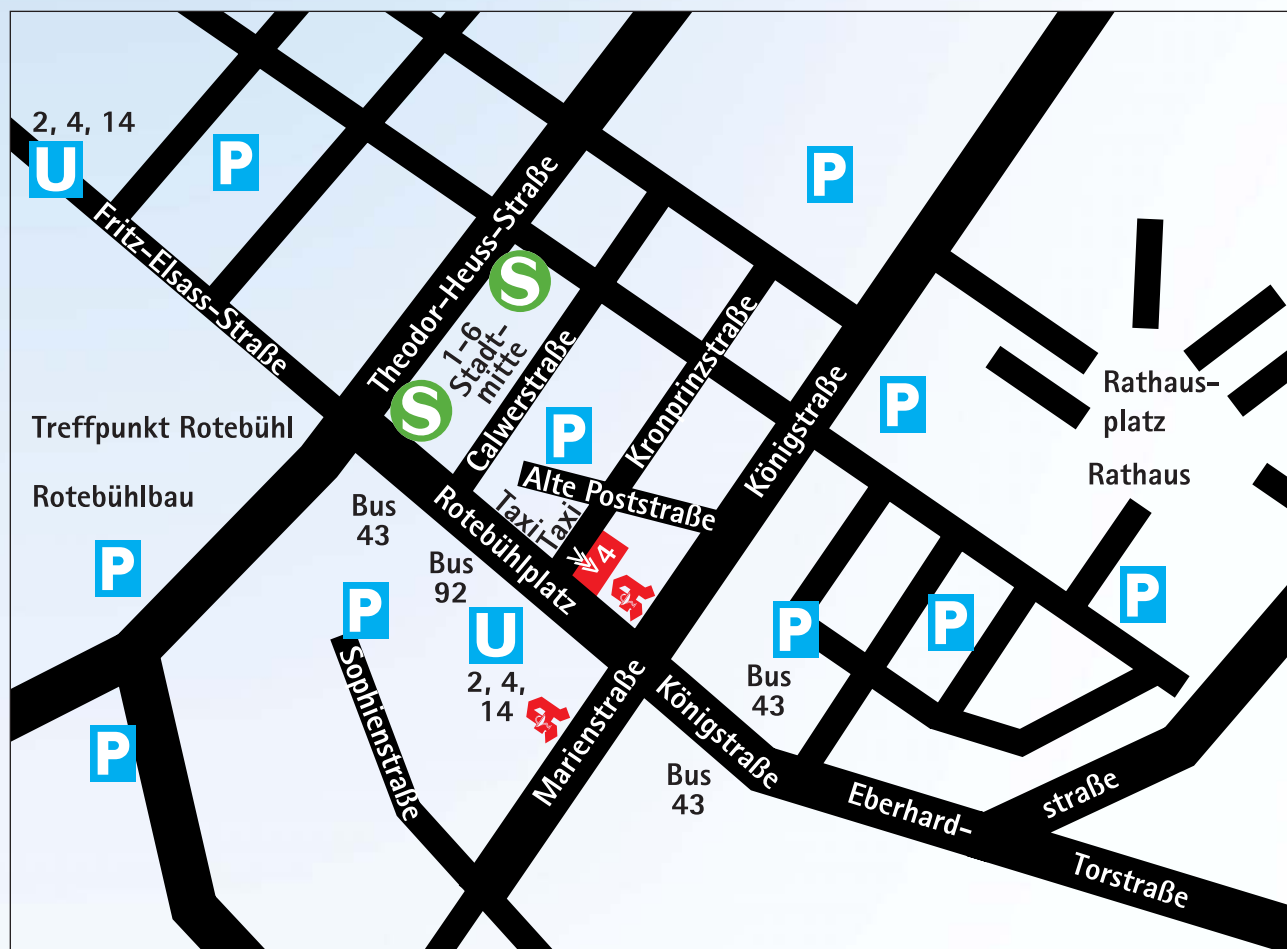 2, 4, 14
U
P
P
Fritz-Elsass-Straße
Theodor-Heuss-Straße
S
1-6
Stadt-
mitte
S
Calwerstraße
Kronprinzstraße
Königstraße
P
P
Rathaus-
platz
Rathaus
Treffpunkt Rotebühl
Rotebühlbau
P
Alte Poststraße
Taxi
Taxi
4
Bus
43
Bus
92
Rotebühlplatz
P
P
Sophienstraße
U
2, 4,
14
Marienstraße
P
P
P
Bus
43
Königstraße
Bus
43
P
Eberhard-
straße
Torstraße